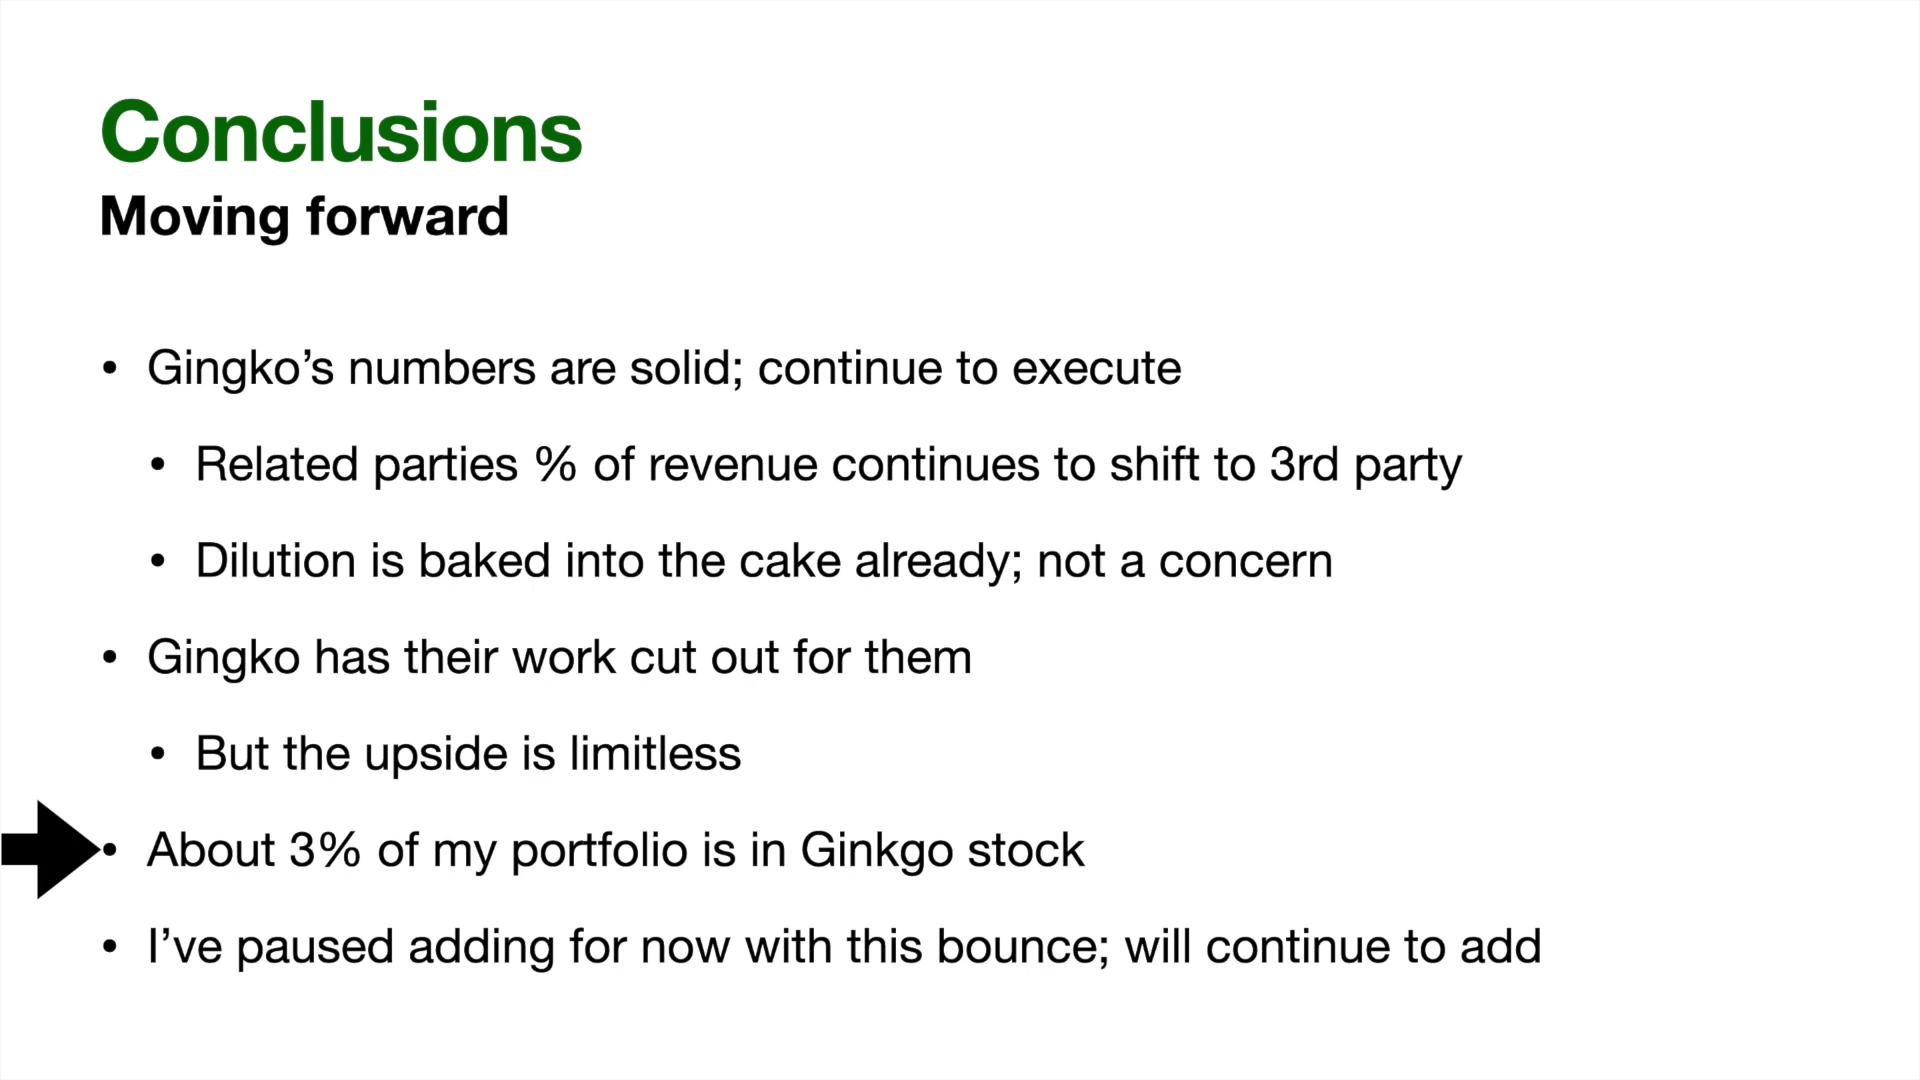 Conclusions
Moving forward
• Gingko’s numbers are solid; continue to execute
• Related parties % of revenue continues to shift to 3rd party
• Dilution is baked into the cake already; not a concern
• Gingko has their work cut out for them
• But the upside is limitless
• About 3% of my portfolio is in Ginkgo stock
• I’ve paused adding for now with this bounce; will continue to add